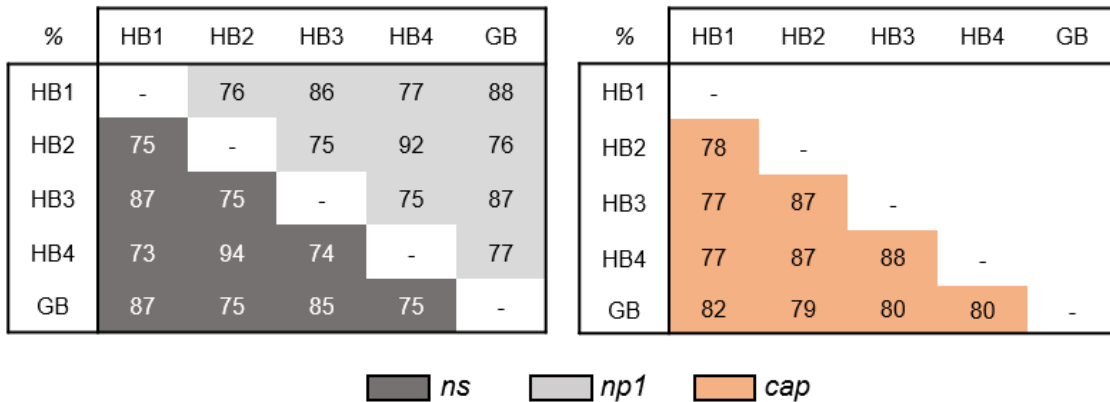 % HB1 HB2 HB3 HB4 GB
HB1 - 76 86 77 88
HB2 75 - 75 92 76
HB3 87 75 - 75 87
HB4 73 94 74 - 77
GB 87 75 85 75 -
% HB1 HB2 HB3 HB4 GB
HB1 -
HB2 78 -
HB3 77 87 -
HB4 77 87 88 -
GB 82 79 80 80 -
ns np1 cap